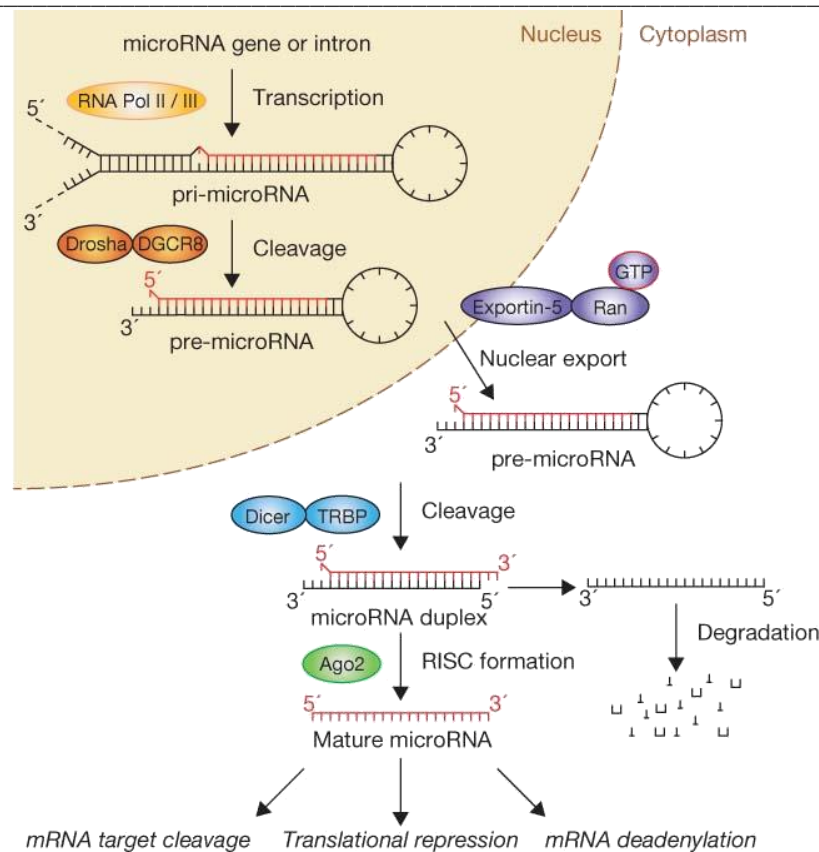 microRNA gene or intron
Nucleus
Cytoplasm
RNA Pol II / III
Transcription
5´
pri-microRNA
3´
Drosha
DGCR8
Cleavage
5´
3´
pre-microRNA
GTP
Exportin-5
Ran
Nuclear export
5´
3´
pre-microRNA
Dicer
TRBP
Cleavage
5´
3´
3´
5´
microRNA duplex
3´
5´
Degradation
Ago2
RISC formation
5´
3´
Mature microRNA
mRNA target cleavage
Translational repression
mRNA deadenylation